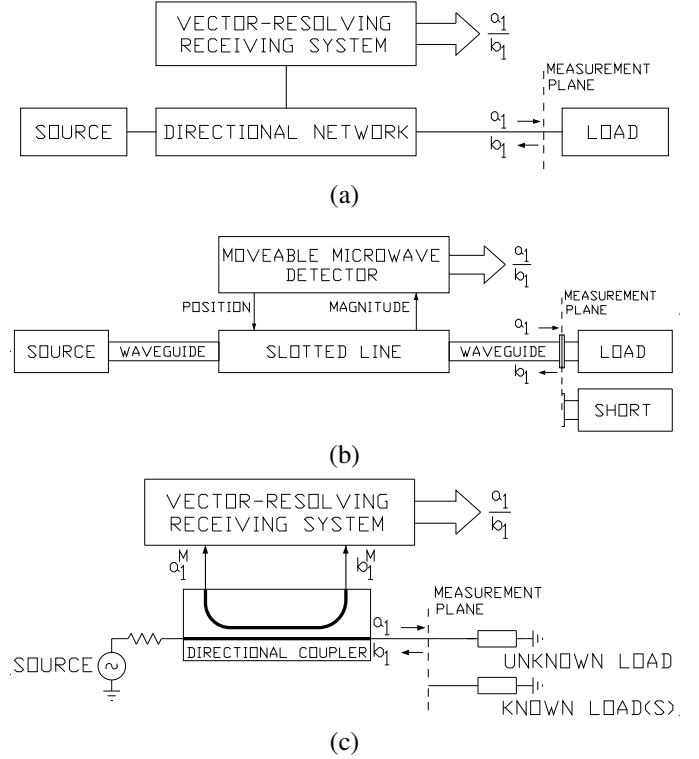 VECTOR-RESOLVING
RECEIVING SYSTEM
a1
b1
MEASUREMENT
PLANE
SOURCE
DIRECTIONAL NETWORK
a1
b1
LOAD
(a)
MOVEABLE MICROWAVE
DETECTOR
a1
b1
POSITION
MAGNITUDE
MEASUREMENT
PLANE
a1
SOURCE
WAVEGUIDE
SLOTTED LINE
WAVEGUIDE
LOAD
b1
SHORT
(b)
VECTOR-RESOLVING
RECEIVING SYSTEM
a1
b1
a1M
b1M
MEASUREMENT
PLANE
a1
SOURCE
DIRECTIONAL COUPLER
b1
UNKNOWN LOAD
KNOWN LOAD(S)
(c)